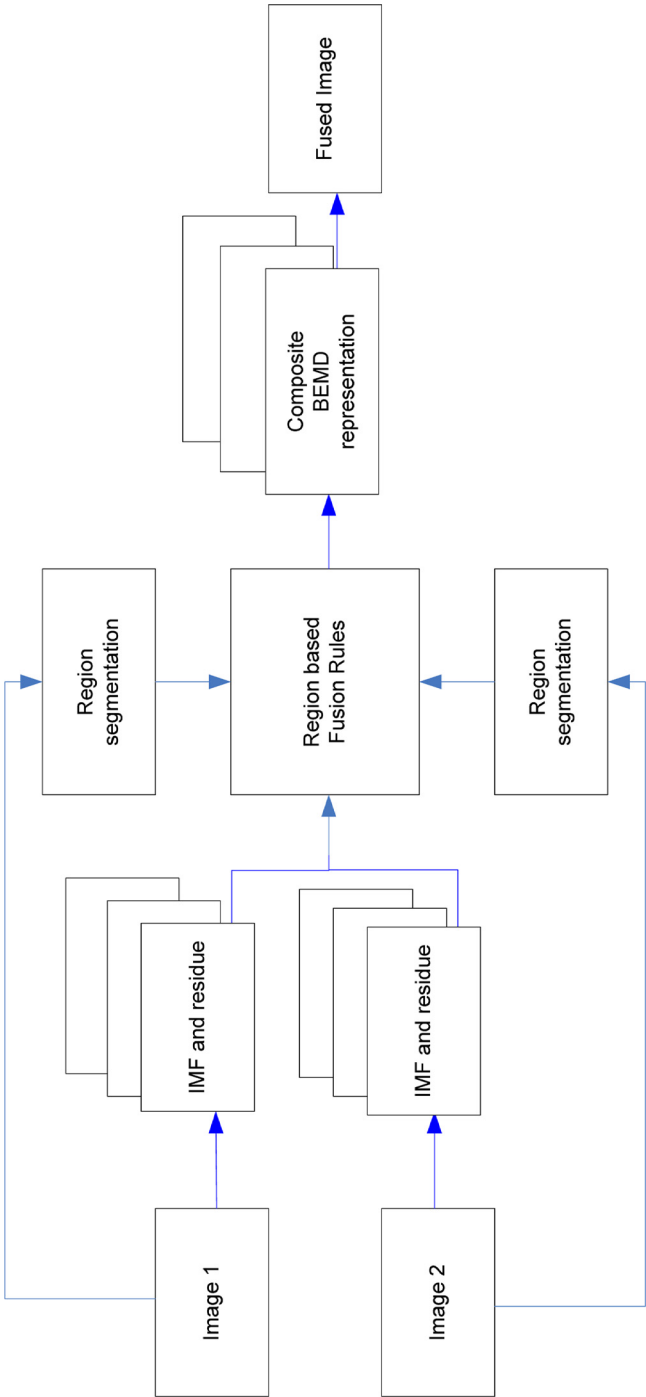 Image 1
Image 2
IMF and residue
IMF and residue
Region
segmentation
Region based
Fusion Rules
Region
segmentation
Composite
BEMD
representation
Fused Image